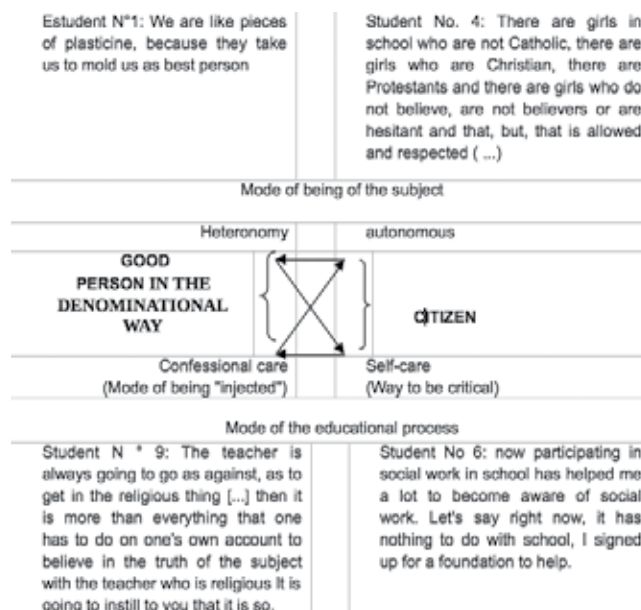 Estudent N°1: We are like pieces
of plasticine, because they take
us to mold us as best person
Student No. 4: There are girls in
school who are not Catholic, there are
girls who are Christian, there are
Protestants and there are girls who do
not believe, are not believers or are
hesitant and that, but, that is allowed
and respected ( ...)
Mode of being of the subject
Heteronomy
autonomous
GOOD
PERSON IN THE
DENOMINATIONAL
WAY
CITIZEN
Confessional care
(Mode of being "injected")
Self-care
(Way to be critical)
Mode of the educational process
Student N ° 9: The teacher is
always going to go as against, as to
get in the religious thing [...] then it
is more than everything that one
has to do on one's own account to
believe in the truth of the subject
with the teacher who is religious It is
going to instill to you that it is so.
Student No 6: now participating in
social work in school has helped me
a lot to become aware of social
work. Let's say right now, it has
nothing to do with school, I signed
up for a foundation to help.